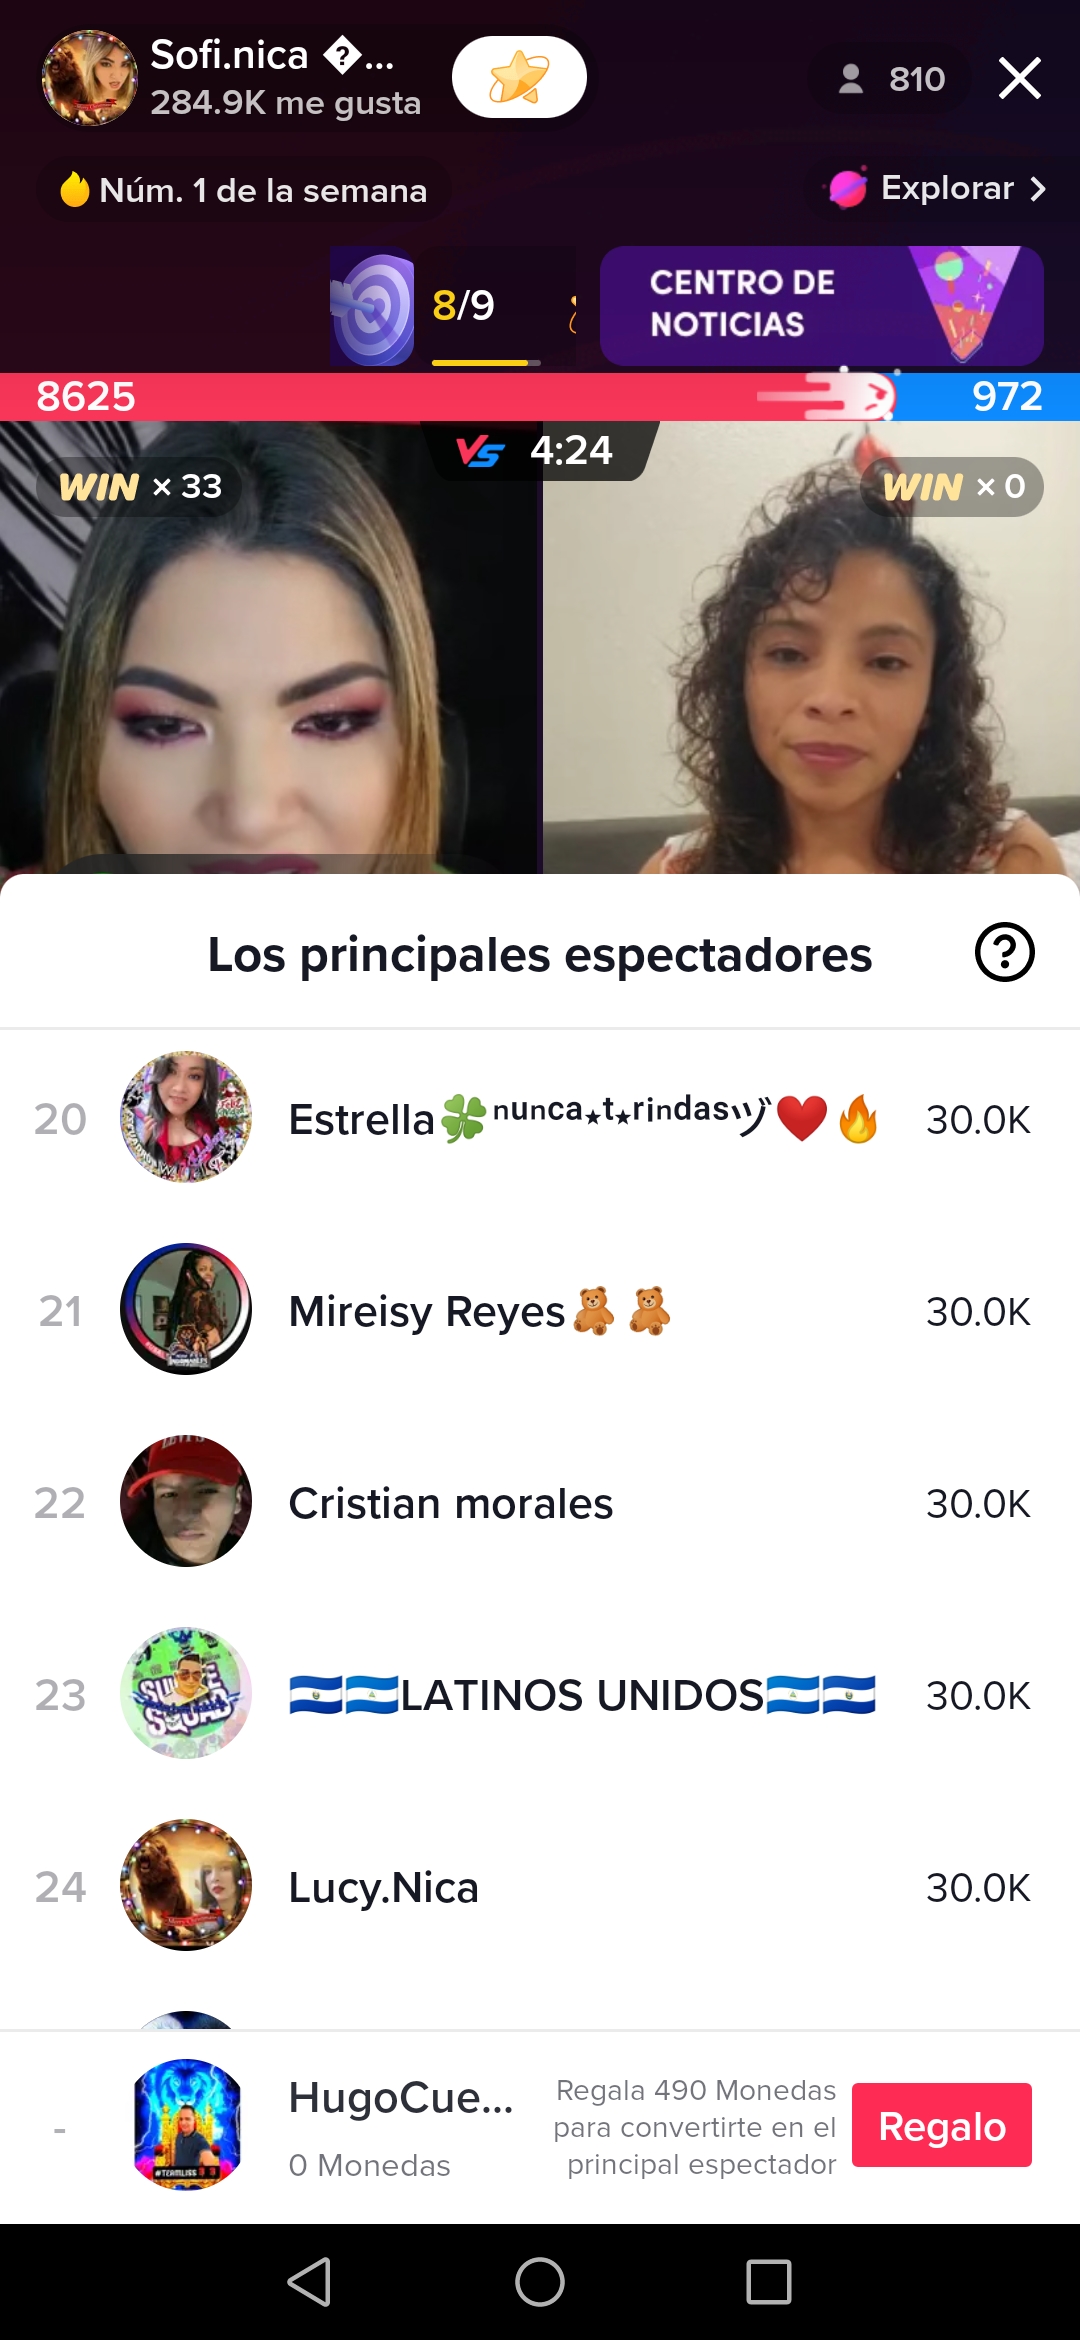 Sofi.nica �...
284.9K me gusta
810
Núm. 1 de la semana
Explorar >
8/9
CENTRO DE
NOTICIAS
8625
972
VS 4:24
WIN × 33
WIN × 0
Los principales espectadores
20 Estrella🍀ⁿᵘⁿᶜᵃ⋆ᵗ⋆ʳⁱⁿᵈᵃˢヅ❤️🔥 30.0K
21 Mireisy Reyes🧸🧸 30.0K
22 Cristian morales 30.0K
23 🇸🇻🇳🇮LATINOS UNIDOS🇳🇮🇸🇻 30.0K
24 Lucy.Nica 30.0K
- HugoCue...
0 Monedas
Regala 490 Monedas
para convertirte en el
principal espectador
Regalo
#TEAMLISS